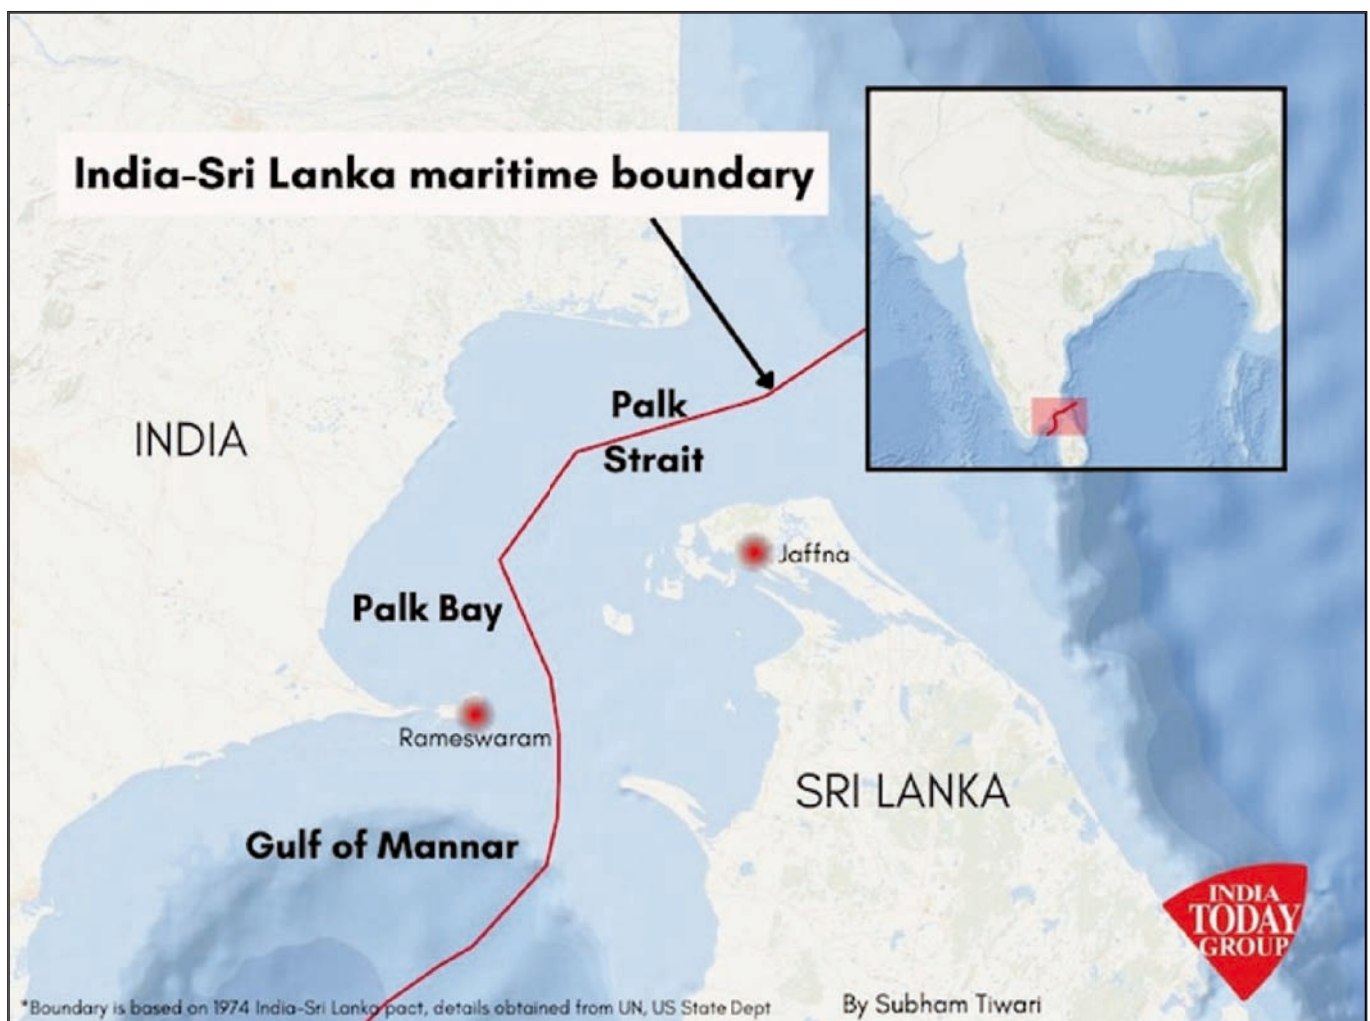 India-Sri Lanka maritime boundary
Palk
Strait
INDIA
Jaffna
Palk Bay
Rameswaram
SRI LANKA
Gulf of Mannar
INDIA
TODAY
GROUP
*Boundary is based on 1974 India-Sri Lanka pact, details obtained from UN, US State Dept
By Subham Tiwari